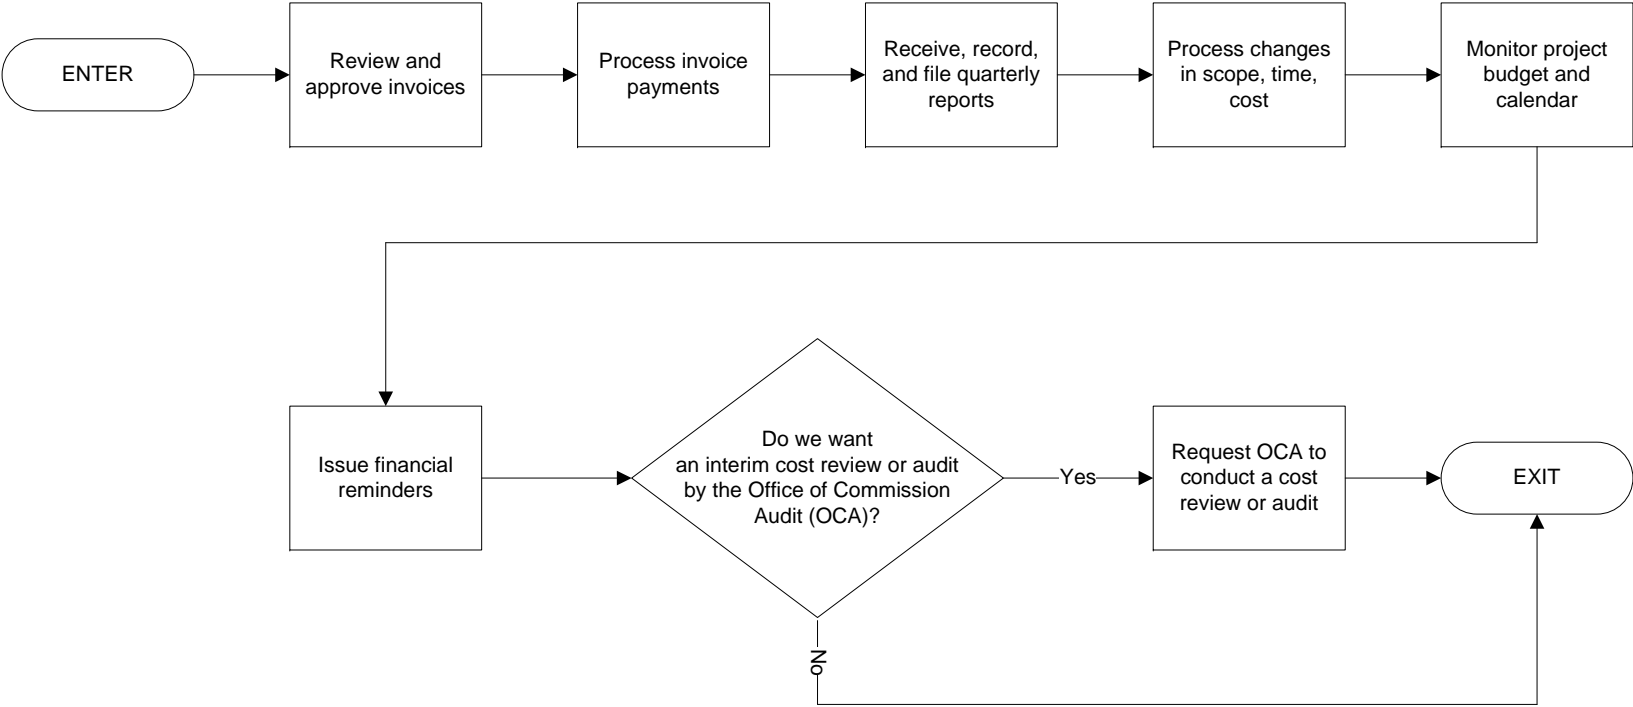 ENTER
Review and
approve invoices
Process invoice
payments
Receive, record,
and file quarterly
reports
Process changes
in scope, time,
cost
Monitor project
budget and
calendar
Issue financial
reminders
Do we want
an interim cost review or audit
by the Office of Commission
Audit (OCA)?
Yes
Request OCA to
conduct a cost
review or audit
EXIT
No